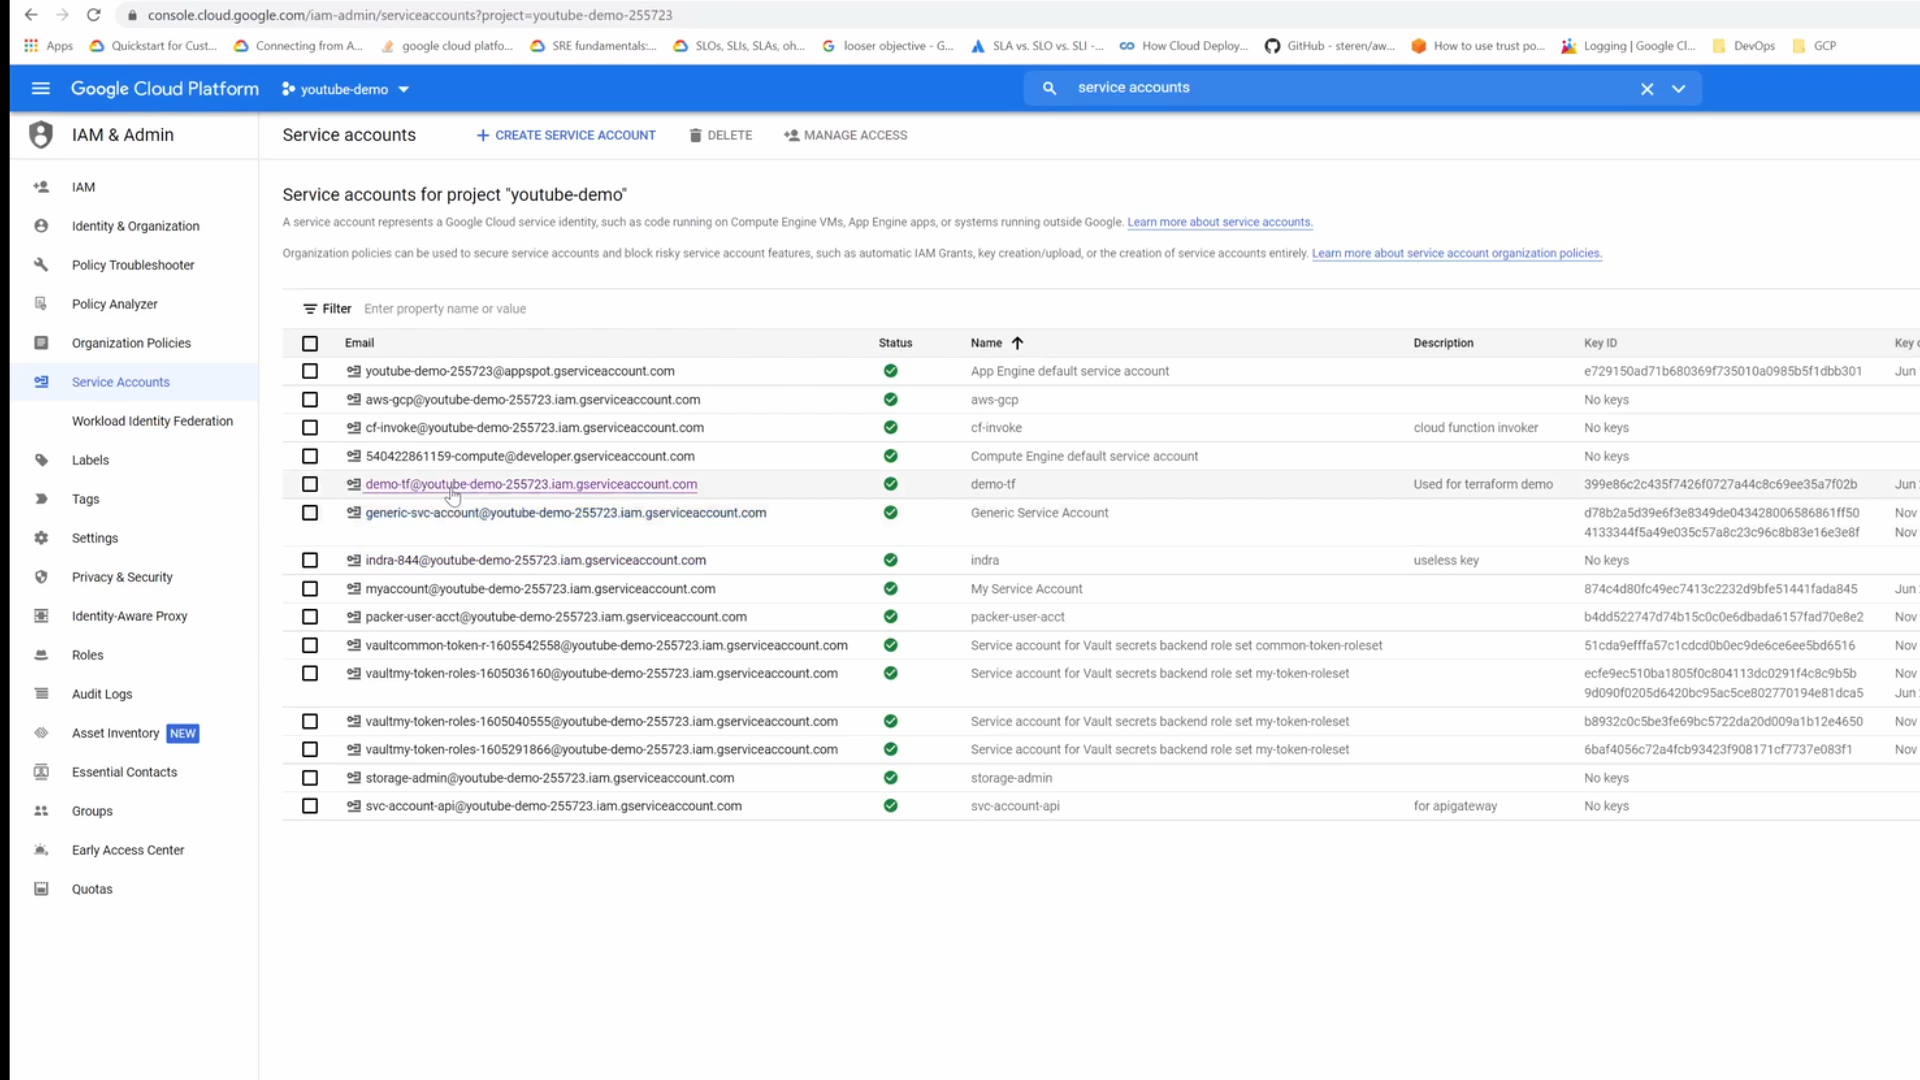 console.cloud.google.com/iam-admin/serviceaccounts?project=youtube-demo-255723
Apps Quickstart for Cust... Connecting from A... google cloud platfo... SRE fundamentals:... SLOs, SLIs, SLAs, oh... looser objective - G... SLA vs. SLO vs. SLI -... How Cloud Deploy... GitHub - steren/aw... How to use trust po... Logging | Google Cl... DevOps GCP
Google Cloud Platform youtube-demo service accounts
IAM & Admin Service accounts CREATE SERVICE ACCOUNT DELETE MANAGE ACCESS
IAM
Identity & Organization
Policy Troubleshooter
Policy Analyzer
Organization Policies
Service Accounts
Workload Identity Federation
Labels
Tags
Settings
Privacy & Security
Identity-Aware Proxy
Roles
Audit Logs
Asset Inventory NEW
Essential Contacts
Groups
Early Access Center
Quotas
Service accounts for project "youtube-demo"
A service account represents a Google Cloud service identity, such as code running on Compute Engine VMs, App Engine apps, or systems running outside Google. Learn more about service accounts.
Organization policies can be used to secure service accounts and block risky service account features, such as automatic IAM Grants, key creation/upload, or the creation of service accounts entirely. Learn more about service account organization policies.
Filter Enter property name or value
Email Status Name Description Key ID Key
youtube-demo-255723@appspot.gserviceaccount.com App Engine default service account e729150ad71b680369f735010a0985b5f1dbb301 Jun
aws-gcp@youtube-demo-255723.iam.gserviceaccount.com aws-gcp No keys
cf-invoke@youtube-demo-255723.iam.gserviceaccount.com cf-invoke cloud function invoker No keys
540422861159-compute@developer.gserviceaccount.com Compute Engine default service account No keys
demo-tf@youtube-demo-255723.iam.gserviceaccount.com demo-tf Used for terraform demo 399e86c2c435f7426f0727a44c8c69ee35a7f02b Jun
generic-svc-account@youtube-demo-255723.iam.gserviceaccount.com Generic Service Account d78b2a5d39e6f3e8349de043428006586861ff50 Nov
4133344f5a49e035c57a8c23c96c8b83e16e3e8f Nov
indra-844@youtube-demo-255723.iam.gserviceaccount.com indra useless key No keys
myaccount@youtube-demo-255723.iam.gserviceaccount.com My Service Account 874c4d80fc49ec7413c2232d9bfe51441fada845 Jun
packer-user-acct@youtube-demo-255723.iam.gserviceaccount.com packer-user-acct b4dd522747d74b15c0c0e6dbada6157fad70e8e2 Nov
vaultcommon-token-r-1605542558@youtube-demo-255723.iam.gserviceaccount.com Service account for Vault secrets backend role set common-token-roleset 51cda9efffa57c1cdcd0b0ec9de6ce6ee5bd6516 Nov
vaultmy-token-roles-1605036160@youtube-demo-255723.iam.gserviceaccount.com Service account for Vault secrets backend role set my-token-roleset ecfe9ec510ba1805f0c804113dc0291f4c8c9b5b Nov
9d090f0205d6420bc95ac5ce802770194e81dca5 Jun
vaultmy-token-roles-1605040555@youtube-demo-255723.iam.gserviceaccount.com Service account for Vault secrets backend role set my-token-roleset b8932c0c5be3fe69bc5722da20d009a1b12e4650 Nov
vaultmy-token-roles-1605291866@youtube-demo-255723.iam.gserviceaccount.com Service account for Vault secrets backend role set my-token-roleset 6baf4056c72a4fcb93423f908171cf7737e083f1 Nov
storage-admin@youtube-demo-255723.iam.gserviceaccount.com storage-admin No keys
svc-account-api@youtube-demo-255723.iam.gserviceaccount.com svc-account-api for apigateway No keys